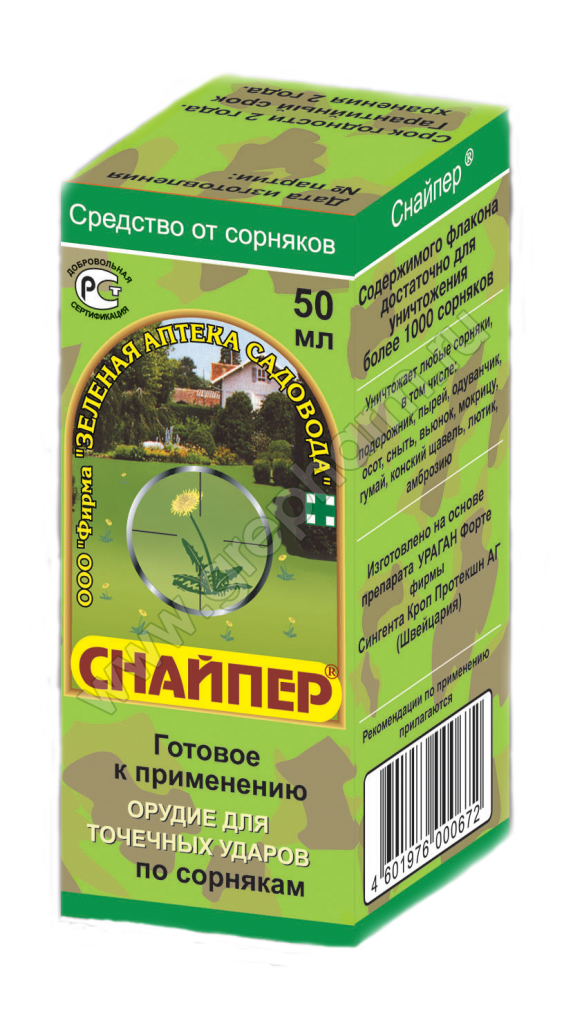 Срок годности 2 года.
Гарантийный срок
хранения 2 года.
Дата изготовления
№ партии:
Средство от сорняков
ДОБРОВОЛЬНАЯ
РСТ
СЕРТИФИКАЦИЯ
50
мл
ООО "Фирма "ЗЕЛЕНАЯ АПТЕКА САДОВОДА"
СНАЙПЕР®
Готовое
к применению
ОРУДИЕ ДЛЯ
ТОЧЕЧНЫХ УДАРОВ
по сорнякам
Снайпер ®
Содержимого флакона
достаточно для
уничтожения
более 1000 сорняков
Уничтожает любые сорняки,
в том числе:
подорожник, пырей, одуванчик,
осот, сныть, вьюнок, мокрицу,
гумай, конский щавель, лютик,
амброзию
Изготовлено на основе
препарата УРАГАН Форте
фирмы
Сингента Кроп Протекшн АГ
(Швейцария)
Рекомендации по применению
прилагаются
4 601976 000672